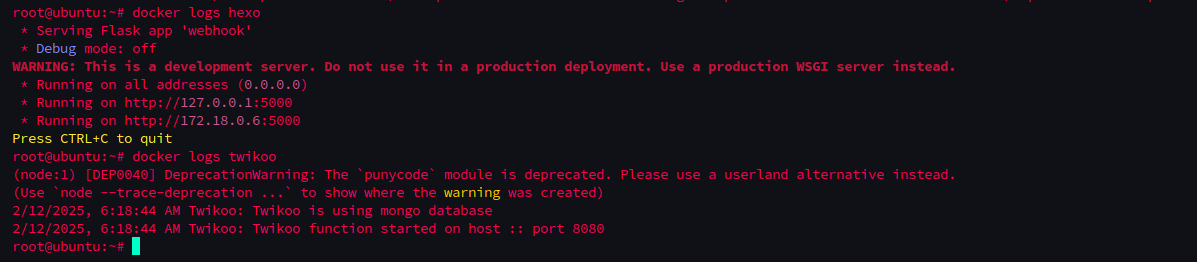 root@ubuntu:~# docker logs hexo
 * Serving Flask app 'webhook'
 * Debug mode: off
WARNING: This is a development server. Do not use it in a production deployment. Use a production WSGI server instead.
 * Running on all addresses (0.0.0.0)
 * Running on http://127.0.0.1:5000
 * Running on http://172.18.0.6:5000
Press CTRL+C to quit
root@ubuntu:~# docker logs twikoo
(node:1) [DEP0040] DeprecationWarning: The `punycode` module is deprecated. Please use a userland alternative instead.
(Use `node --trace-deprecation ...` to show where the warning was created)
2/12/2025, 6:18:44 AM Twikoo: Twikoo is using mongo database
2/12/2025, 6:18:44 AM Twikoo: Twikoo function started on host :: port 8080
root@ubuntu:~#